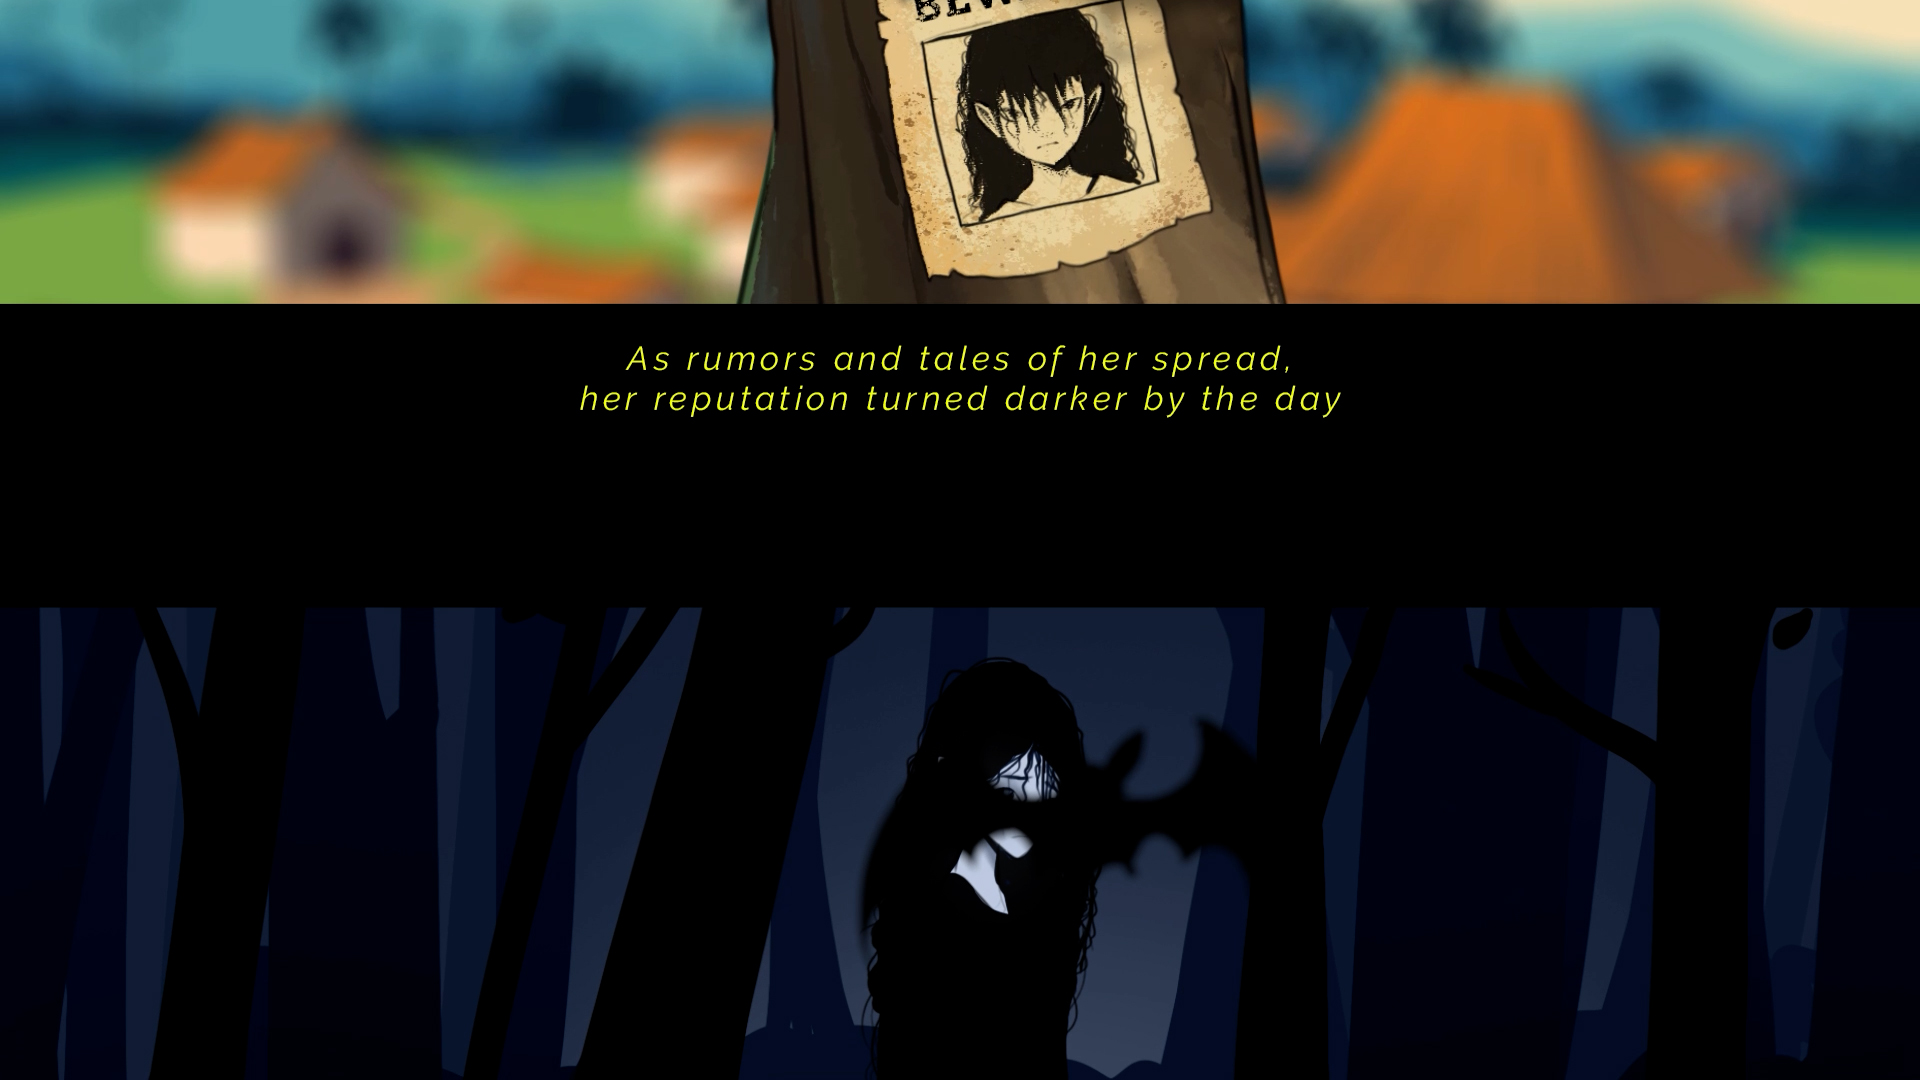 As rumors and tales of her spread,
her reputation turned darker by the day